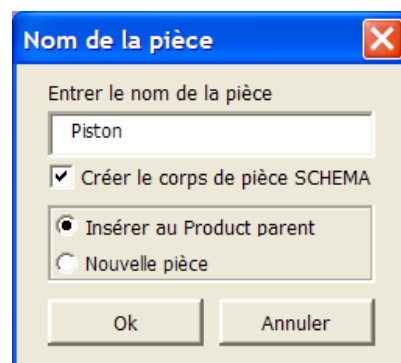 Nom de la pièce
Entrer le nom de la pièce
Piston
Créer le corps de pièce SCHEMA
Insérer au Product parent
Nouvelle pièce
Ok Annuler